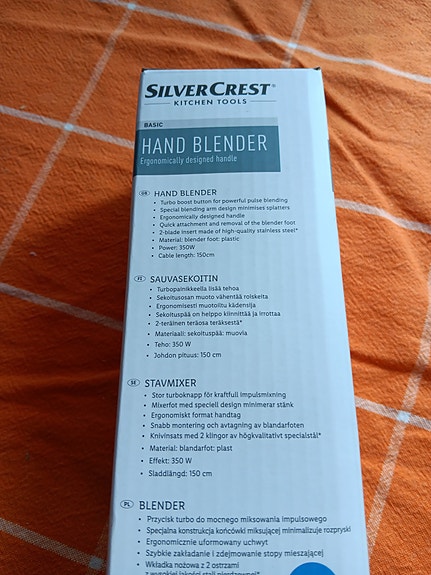 SILVERCREST®
KITCHEN TOOLS
BASIC
HAND BLENDER
Ergonomically designed handle
GB HAND BLENDER
• Turbo boost button for powerful pulse blending
• Special blending arm design minimises splatters
• Ergonomically designed handle
• Quick attachment and removal of the blender foot
• 2-blade insert made of high-quality stainless steel*
• Material: blender foot: plastic
• Power: 350W
• Cable length: 150cm
FI SAUVASEKOITIN
• Turbopainikkeella lisää tehoa
• Sekoitusosan muoto vähentää roiskeita
• Ergonomisesti muotoiltu kädensija
• Sekoituspää on helppo kiinnittää ja irrottaa
• 2-teräinen teräosa teräksestä*
• Materiaali: sekoituspää: muovia
• Teho: 350 W
• Johdon pituus: 150 cm
SE STAVMIXER
• Stor turboknapp för kraftfull impulsmixning
• Mixerfot med speciell design minimerar stänk
• Ergonomiskt format handtag
• Snabb montering och avtagning av blandarfoten
• Knivinsats med 2 klingor av högkvalitativt specialstål*
• Material: blandarfot: plast
• Effekt: 350 W
• Sladdlängd: 150 cm
PL BLENDER
• Przycisk turbo do mocnego miksowania impulsowego
• Specjalna konstrukcja końcówki miksującej minimalizuje rozpryski
• Ergonomicznie uformowany uchwyt
• Szybkie zakładanie i zdejmowanie stopy mieszającej
• Wkładka nożowa z 2 ostrzami
z wysokiej jakości stali nierdzewnej*